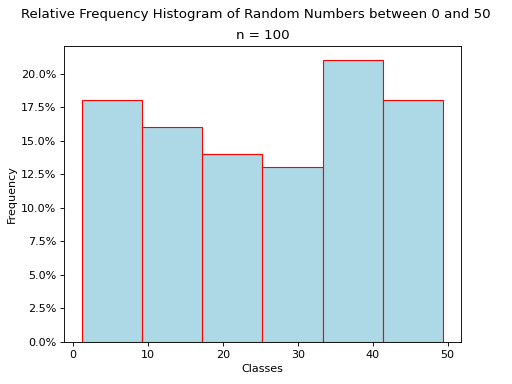 Relative Frequency Histogram of Random Numbers between 0 and 50
n = 100
20.0%
17.5%
15.0%
12.5%
10.0%
7.5%
5.0%
2.5%
0.0%
Frequency
0 10 20 30 40 50
Classes